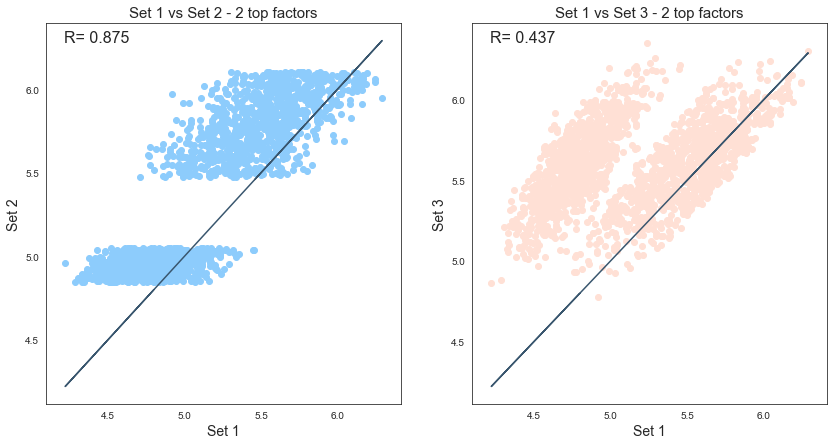 Set 1 vs Set 2 - 2 top factors
R= 0.875
6.0
5.5
5.0
4.5
Set 2
4.5 5.0 5.5 6.0
Set 1
Set 1 vs Set 3 - 2 top factors
R= 0.437
6.0
5.5
5.0
4.5
Set 3
4.5 5.0 5.5 6.0
Set 1